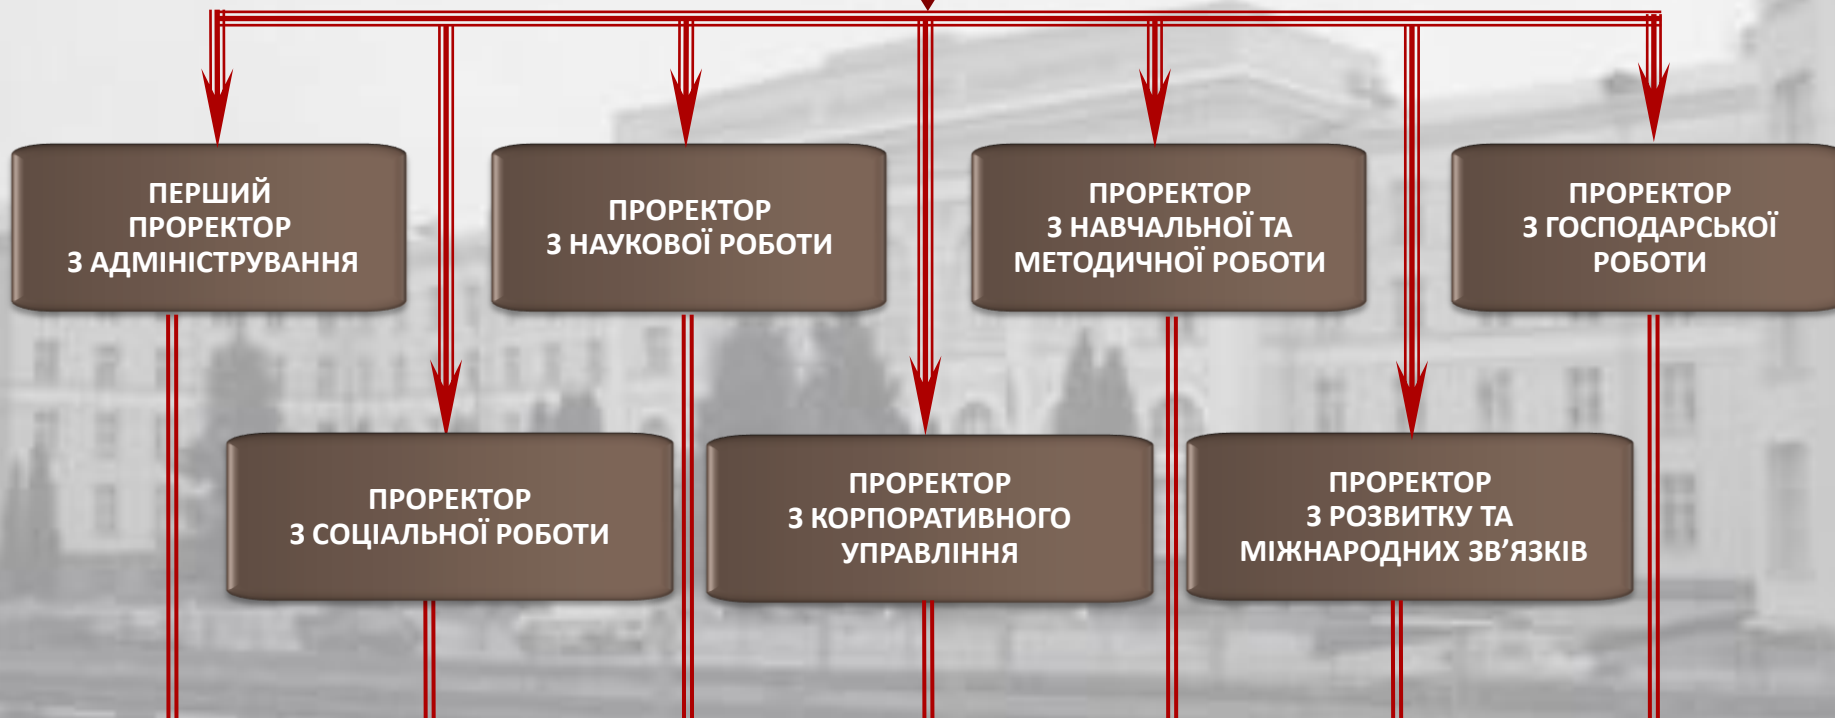 ПЕРШИЙ
ПРОРЕКТОР
З АДМІНІСТРУВАННЯ
ПРОРЕКТОР
З НАУКОВОЇ РОБОТИ
ПРОРЕКТОР
З НАВЧАЛЬНОЇ ТА
МЕТОДИЧНОЇ РОБОТИ
ПРОРЕКТОР
З ГОСПОДАРСЬКОЇ
РОБОТИ
ПРОРЕКТОР
З СОЦІАЛЬНОЇ РОБОТИ
ПРОРЕКТОР
З КОРПОРАТИВНОГО
УПРАВЛІННЯ
ПРОРЕКТОР
З РОЗВИТКУ ТА
МІЖНАРОДНИХ ЗВ’ЯЗКІВ